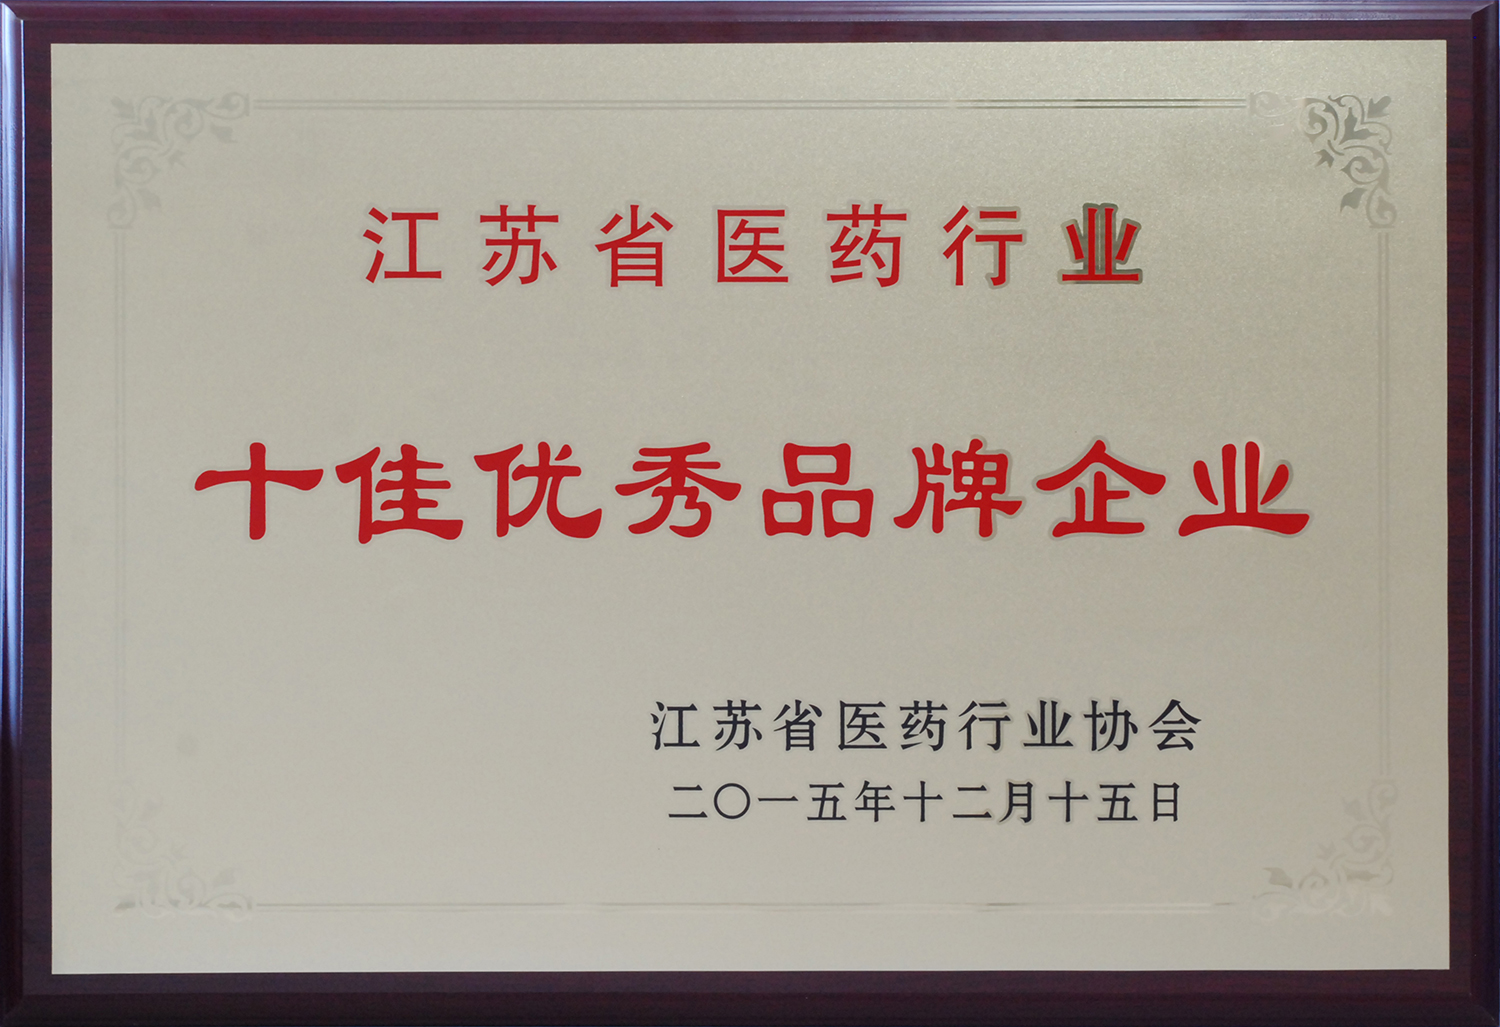 江苏省医药行业
十佳优秀品牌企业
江苏省医药行业协会
二〇一五年十二月十五日